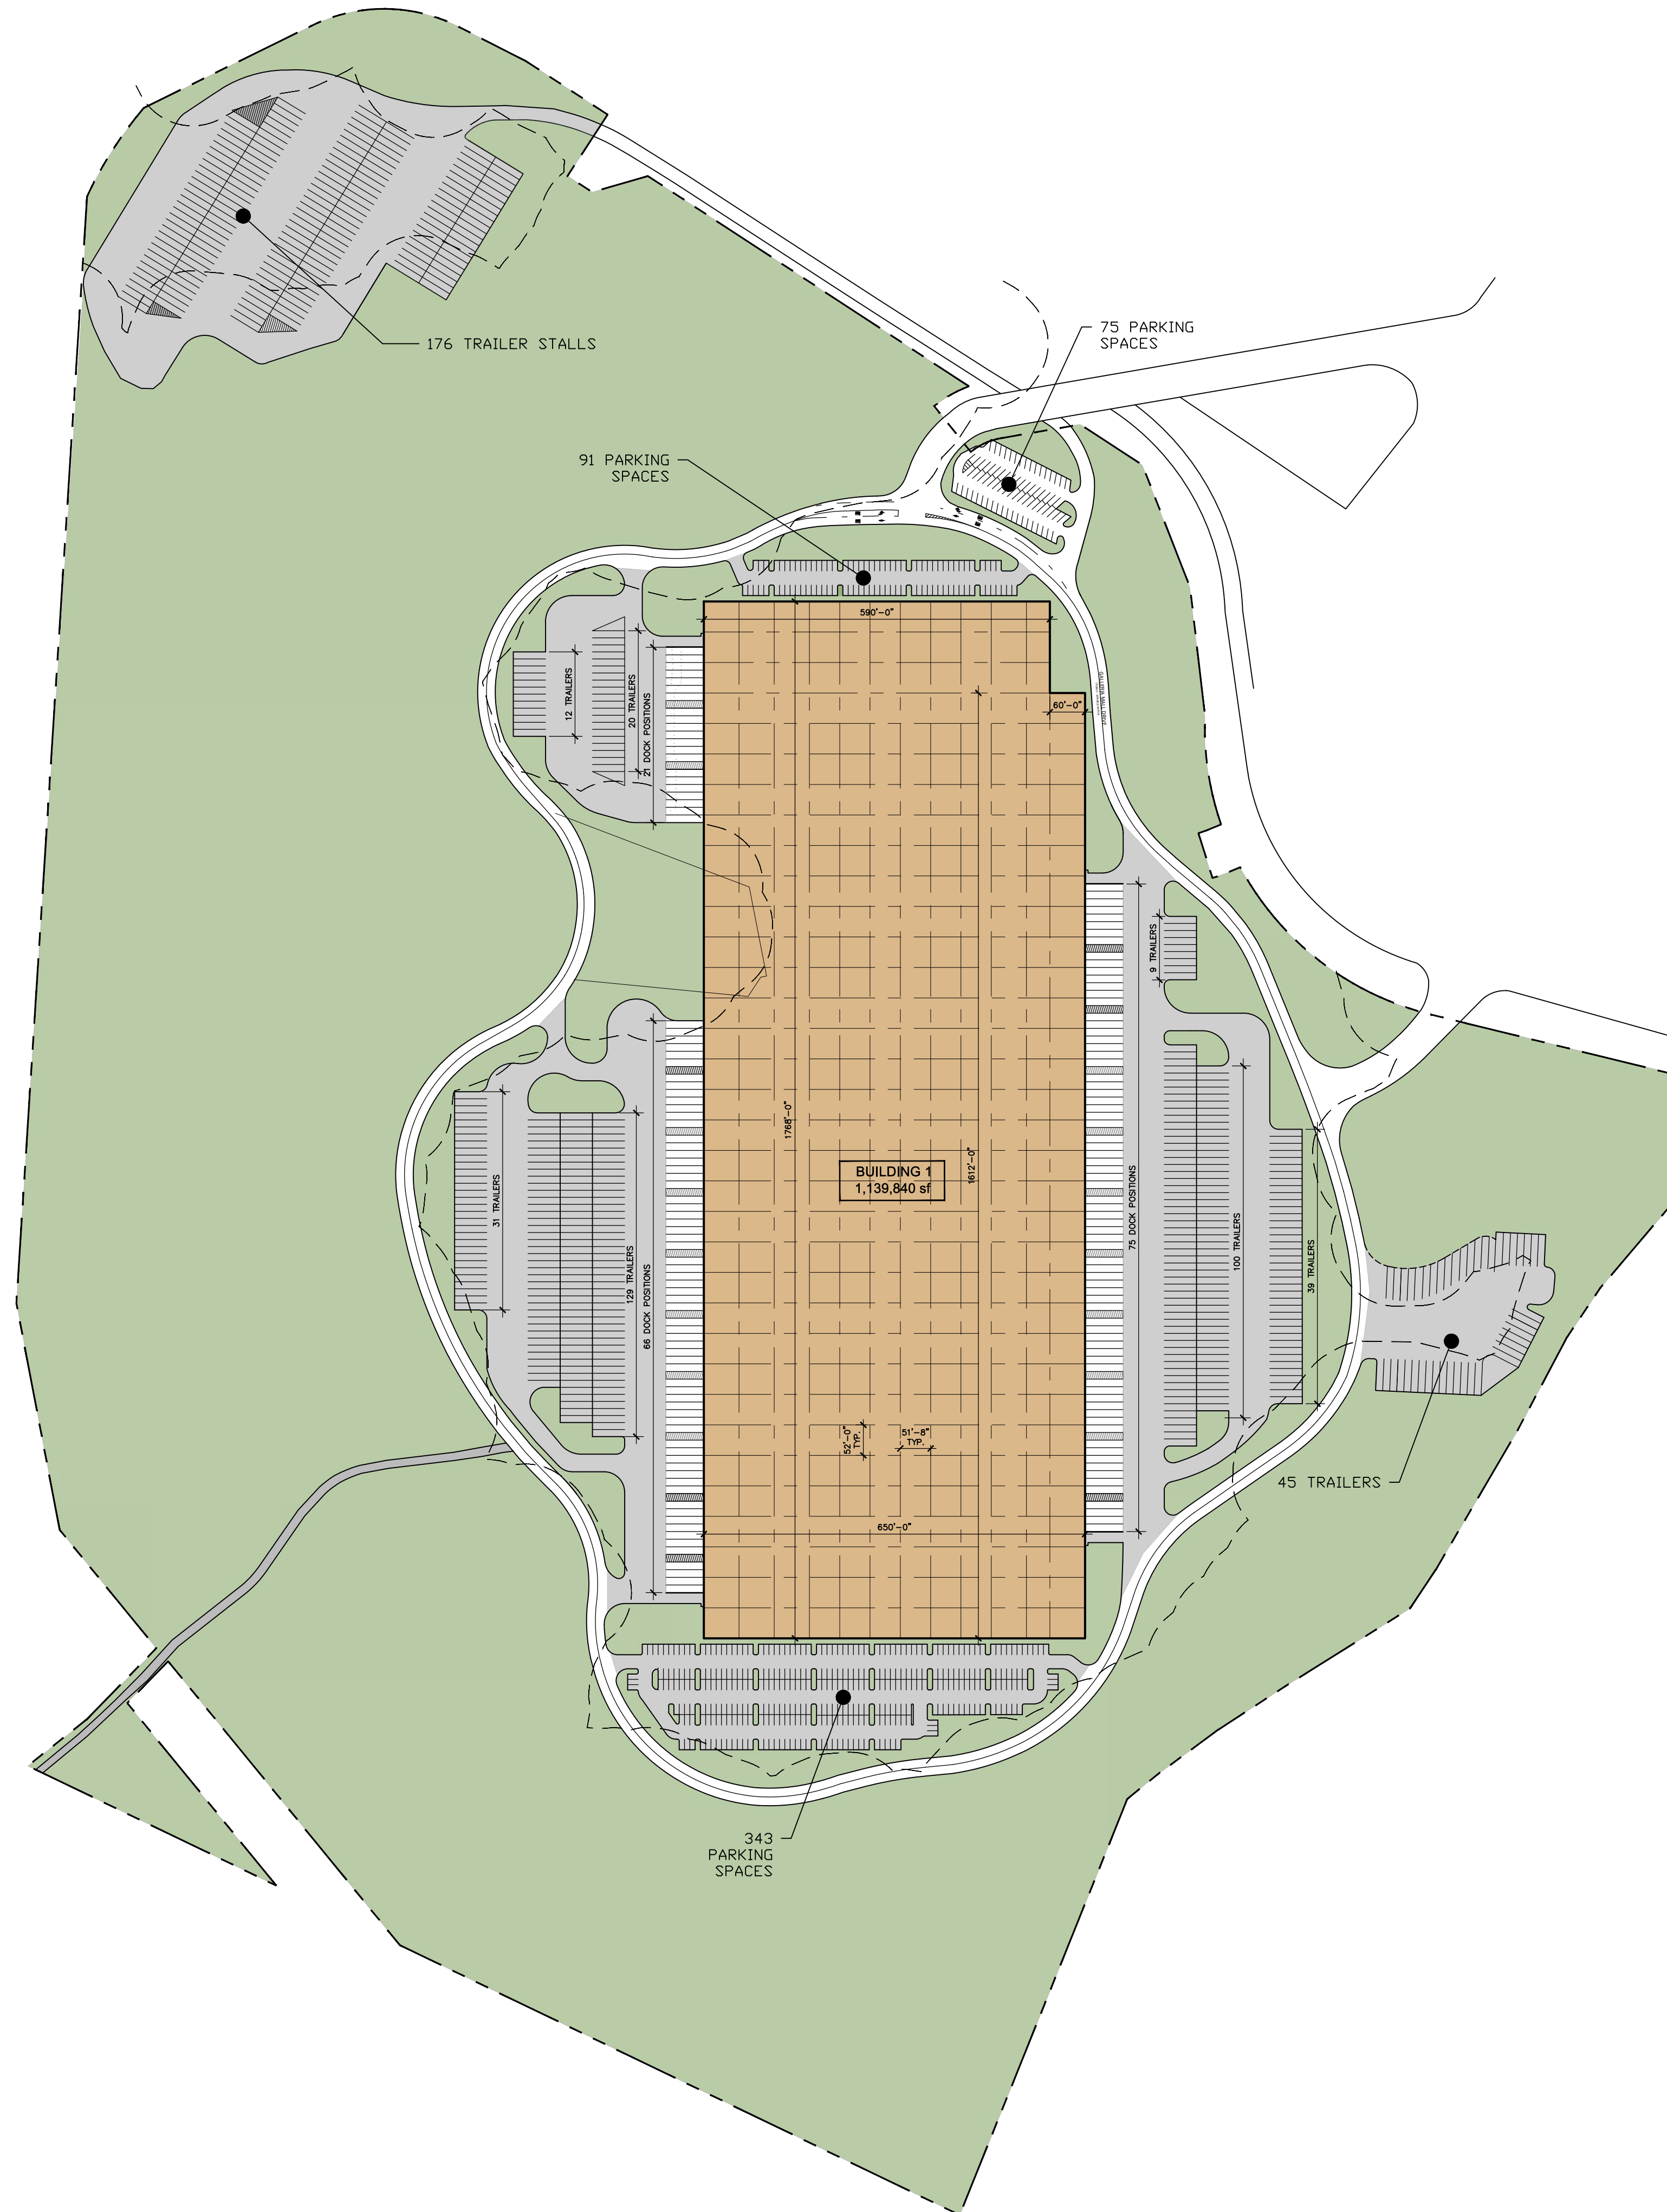 176 TRAILER STALLS
75 PARKING
SPACES
91 PARKING
SPACES
590'-0"
12 TRAILERS
20 TRAILERS
21 DOCK POSITIONS
60'-0"
GALLERIA MALL DRIVE
9 TRAILERS
1768'-0"
1612'-0"
BUILDING 1
1,139,840 sf
31 TRAILERS
129 TRAILERS
66 DOCK POSITIONS
75 DOCK POSITIONS
100 TRAILERS
39 TRAILERS
52'-0"
TYP.
51'-8"
TYP.
45 TRAILERS
650'-0"
343
PARKING
SPACES